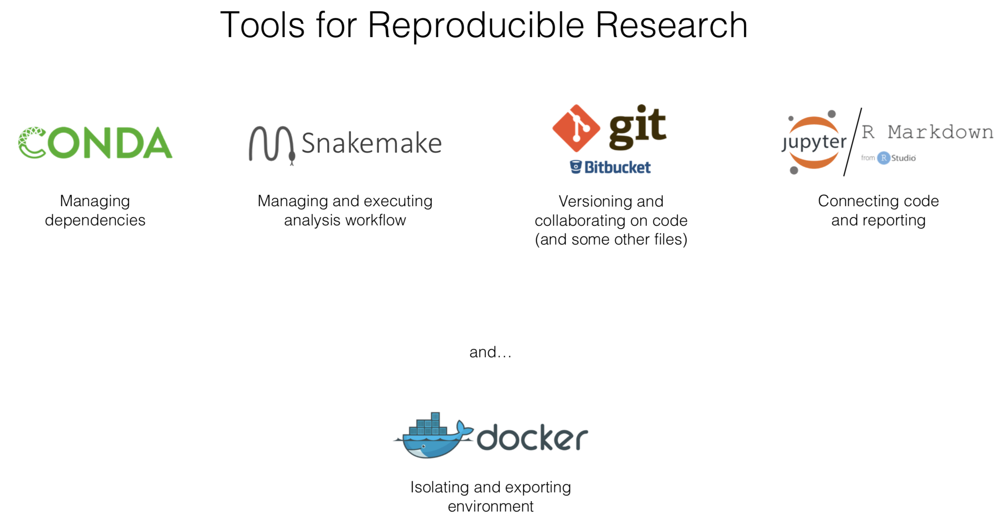 Tools for Reproducible Research
CONDA
Managing
dependencies
Snakemake
Managing and executing
analysis workflow
git
Bitbucket
Versioning and
collaborating on code
(and some other files)
jupyter
R Markdown
from R Studio
Connecting code
and reporting
and...
docker
Isolating and exporting
environment